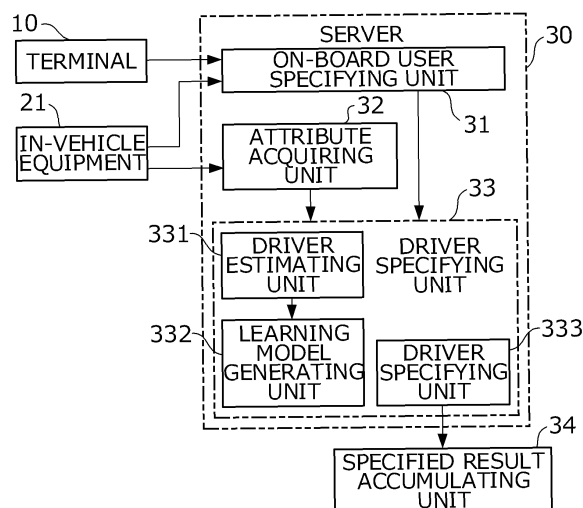 10
TERMINAL
21
IN-VEHICLE
EQUIPMENT
SERVER
30
ON-BOARD USER
SPECIFYING UNIT
31
32
ATTRIBUTE
ACQUIRING
UNIT
33
331
DRIVER
ESTIMATING
UNIT
DRIVER
SPECIFYING
UNIT
332
LEARNING
MODEL
GENERATING
UNIT
333
DRIVER
SPECIFYING
UNIT
34
SPECIFIED RESULT
ACCUMULATING
UNIT